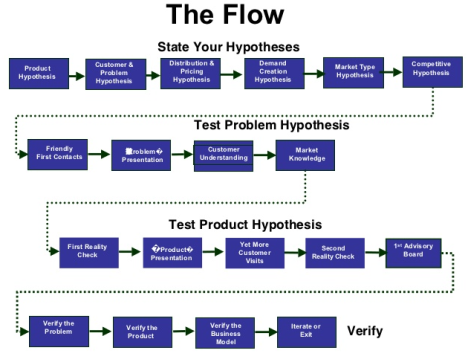 The Flow
State Your Hypotheses
Product
Hypothesis
Customer &
Problem
Hypothesis
Distribution &
Pricing
Hypothesis
Demand
Creation
Hypothesis
Market Type
Hypothesis
Competitive
Hypothesis
Test Problem Hypothesis
Friendly
First Contacts
�roblem�
Presentation
Customer
Understanding
Market
Knowledge
Test Product Hypothesis
First Reality
Check
�Product�
Presentation
Yet More
Customer
Visits
Second
Reality Check
1st Advisory
Board
Verify the
Problem
Verify the
Product
Verify the
Business
Model
Iterate or
Exit
Verify